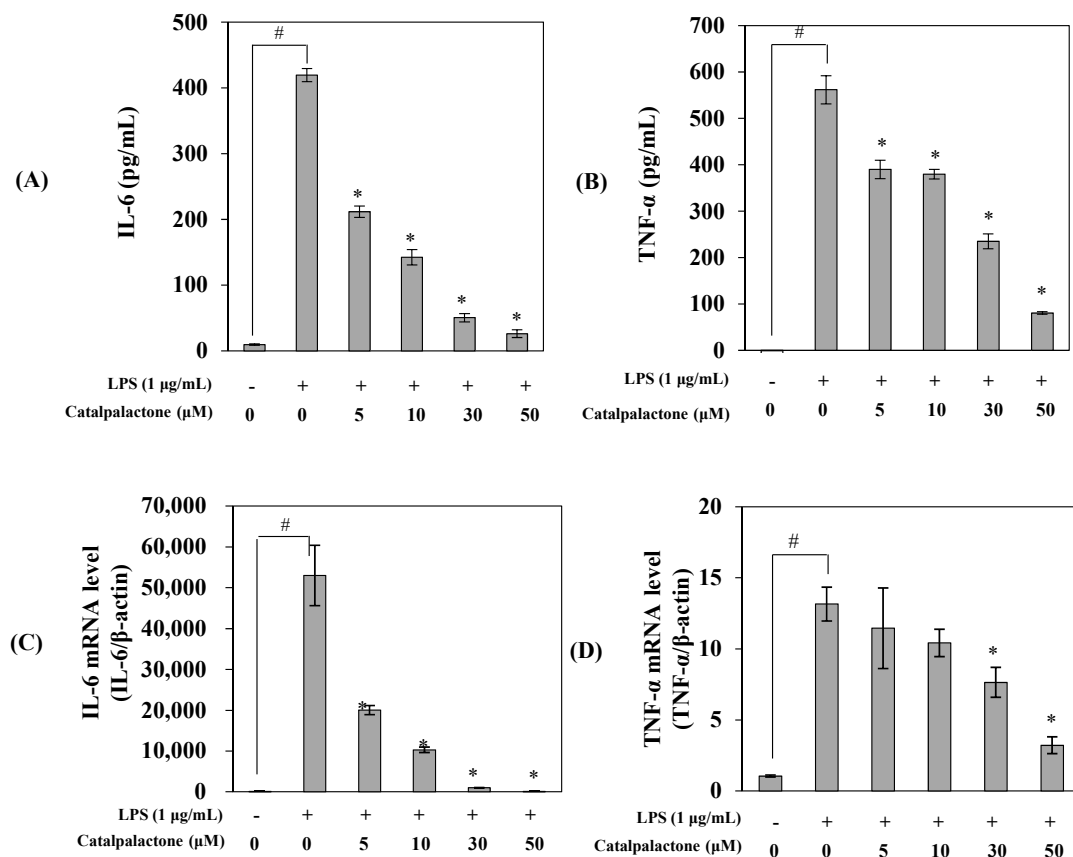 (A)
IL-6 (pg/mL)
500
400
300
200
100
0
#
* * * *
LPS (1 μg/mL) - + + + + +
Catalpalactone (μM) 0 0 5 10 30 50
(B)
TNF-α (pg/mL)
700
600
500
400
300
200
100
0
#
* * * *
LPS (1 μg/mL) - + + + + +
Catalpalactone (μM) 0 0 5 10 30 50
(C)
IL-6 mRNA level
(IL-6/β-actin)
70,000
60,000
50,000
40,000
30,000
20,000
10,000
0
#
* * * *
LPS (1 μg/mL) - + + + + +
Catalpalactone (μM) 0 0 5 10 30 50
(D)
TNF-α mRNA level
(TNF-α/β-actin)
20
15
10
5
0
#
* *
LPS (1 μg/mL) - + + + + +
Catalpalactone (μM) 0 0 5 10 30 50